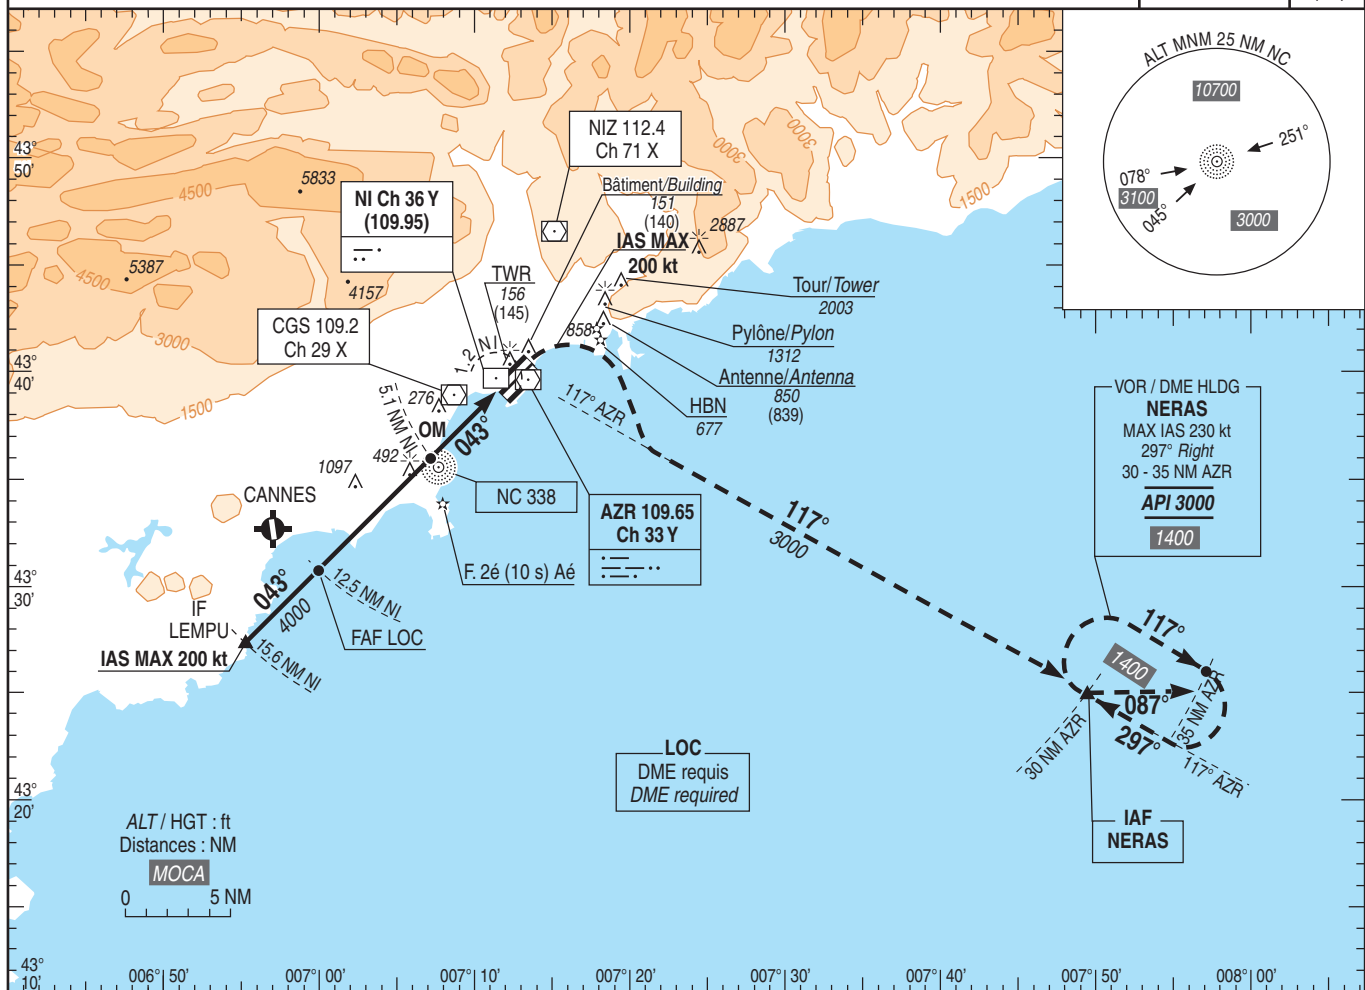 ALT MNM 25 NM NC
10700
251°
078°
3100
045°
3000
43°
50'
43°
40'
43°
30'
43°
20'
43°
10'
NIZ 112.4
Ch 71 X
NI Ch 36 Y
(109.95)
Bâtiment/Building
151
(140)
2887
IAS MAX
200 kt
5833
4500
4500
5387
4157
3000
1500
3000
3000
1500
TWR
156
(145)
CGS 109.2
Ch 29 X
Tour/Tower
2003
858
Pylône/Pylon
1312
Antenne/Antenna
850
(839)
HBN
677
1.2 NI
117° AZR
5.1 NM NI
276
OM
043°
492
1097
CANNES
NC 338
AZR 109.65
Ch 33 Y
F. 2é (10 s) Aé
117°
3000
VOR / DME HLDG
NERAS
MAX IAS 230 kt
297° Right
30 - 35 NM AZR
API 3000
1400
043°
4000
12.5 NM NI
IF
LEMPU
IAS MAX 200 kt
15.6 NM NI
FAF LOC
117°
1400
087°
297°
35 NM AZR
30 NM AZR
117° AZR
IAF
NERAS
LOC
DME requis
DME required
ALT / HGT : ft
Distances : NM
MOCA
0 5 NM
006° 50' 007° 00' 007° 10' 007° 20' 007° 30' 007° 40' 007° 50' 008° 00'